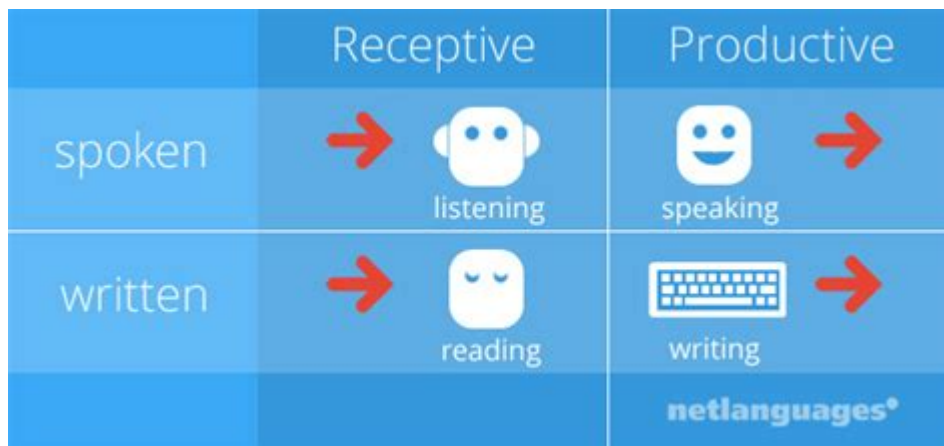 Receptive Productive
spoken
listening speaking
written
reading writing
netlanguages